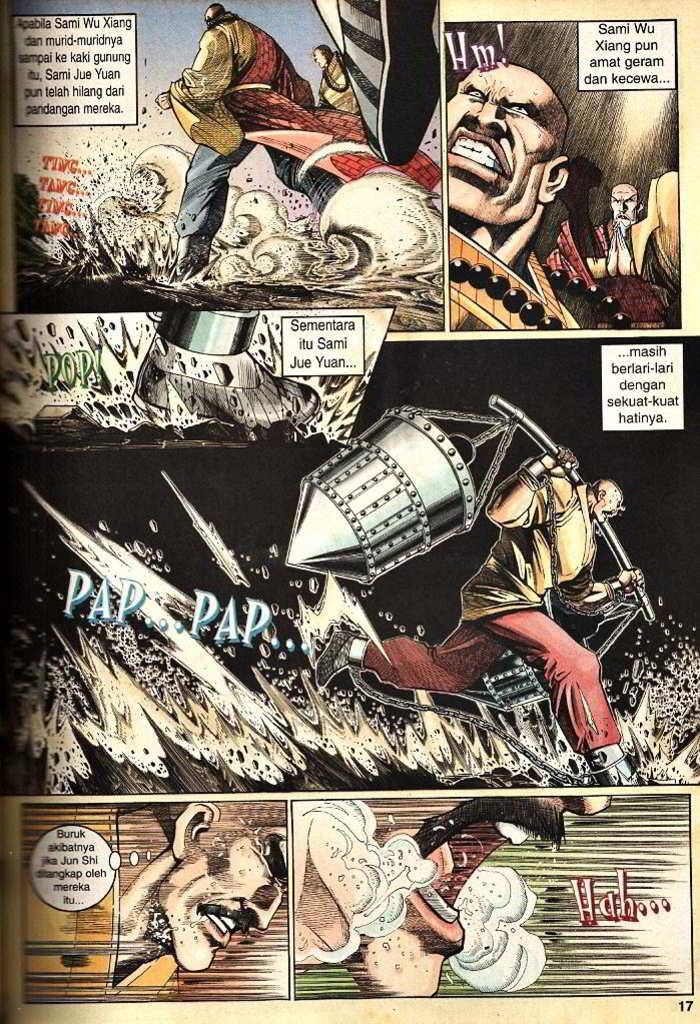 Apabila Sami Wu Xiang
dan murid-muridnya
sampai ke kaki gunung
itu, Sami Jue Yuan
pun telah hilang dari
pandangan mereka.
TING...
TANG...
TING...
TANG...
Hm!
Sami Wu
Xiang pun
amat geram
dan kecewa...
POP!
Sementara
itu Sami
Jue Yuan...
...masih
berlari-lari
dengan
sekuat-kuat
hatinya.
PAP...PAP...
Buruk
akibatnya
jika Jun Shi
ditangkap oleh
mereka
itu...
Hah...
17